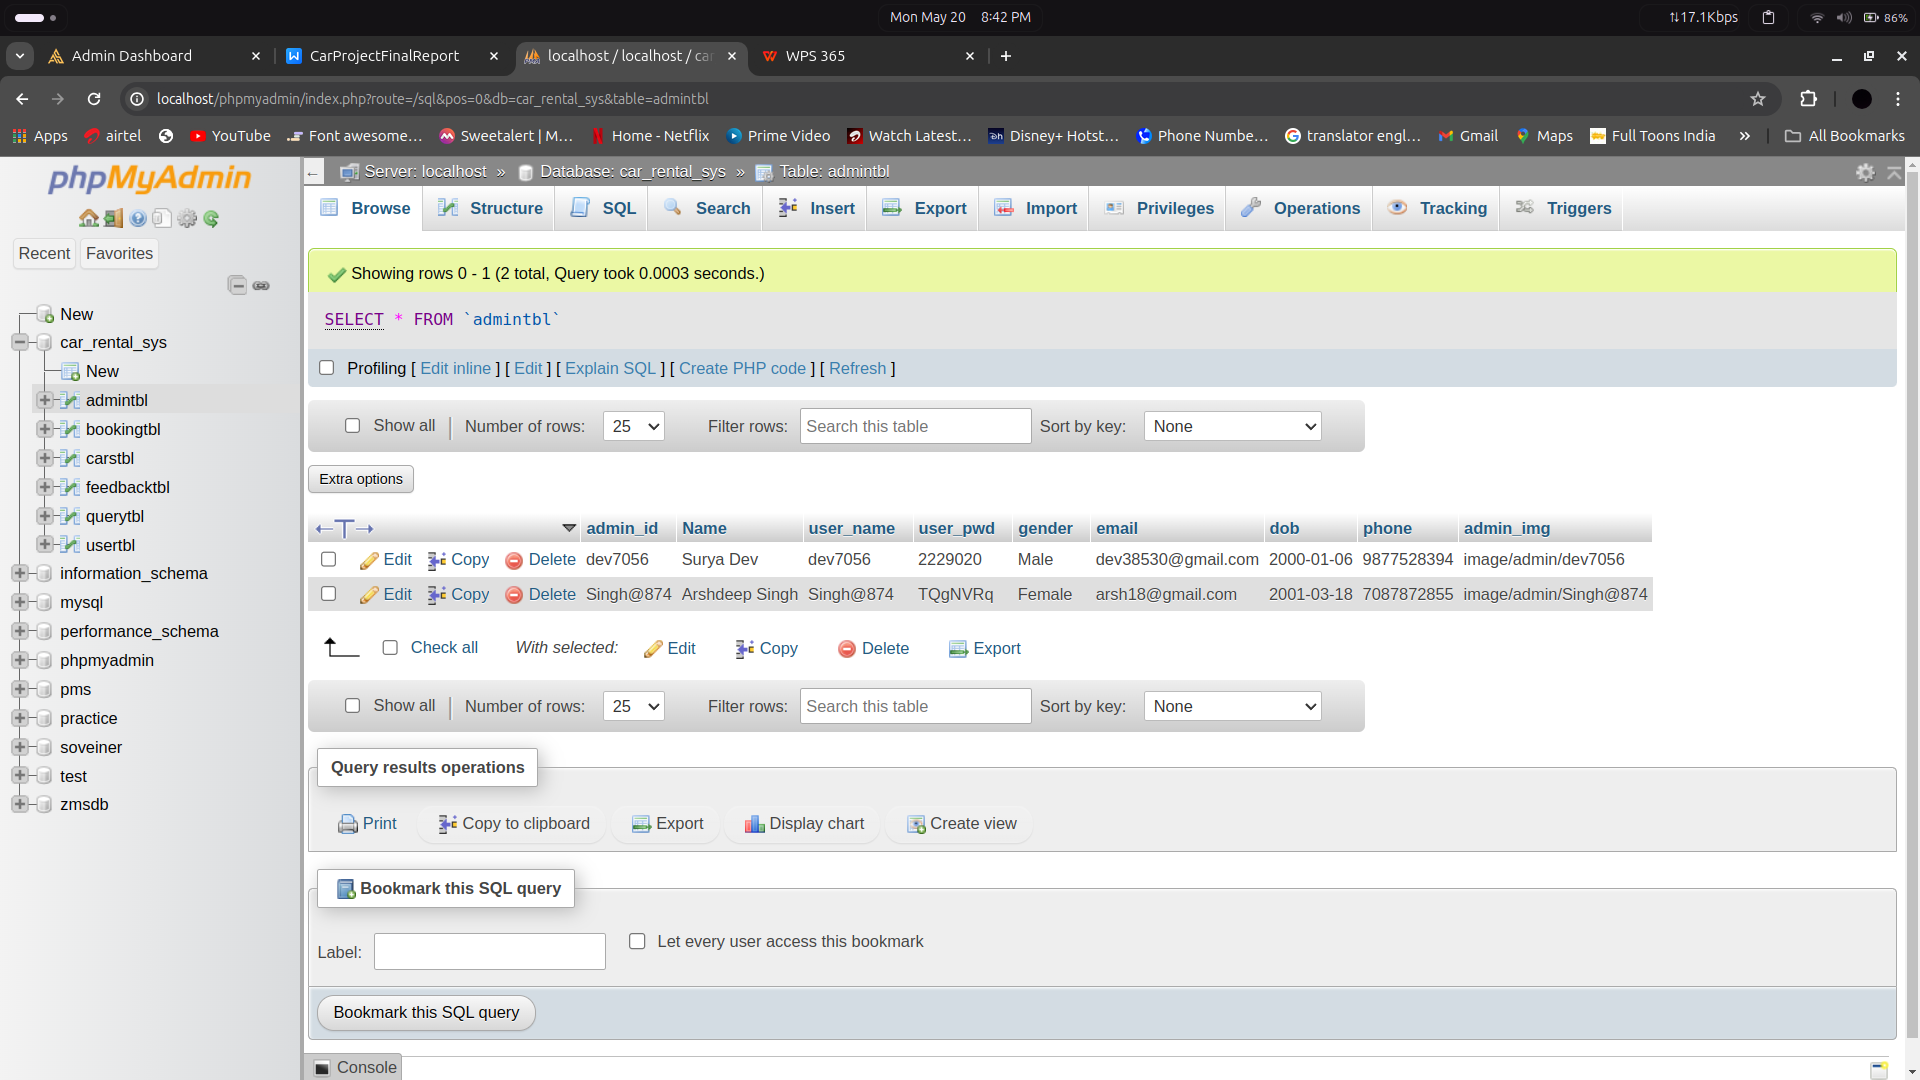 Mon May 20 8:42 PM
⇅17.1Kbps
86%
Admin Dashboard
CarProjectFinalReport
localhost / localhost / car
WPS 365
localhost/phpmyadmin/index.php?route=/sql&pos=0&db=car_rental_sys&table=admintbl
Apps
airtel
YouTube
Font awesome...
Sweetalert | M...
Home - Netflix
Prime Video
Watch Latest...
Disney+ Hotst...
Phone Numbe...
translator engl...
Gmail
Maps
Full Toons India
»
All Bookmarks
phpMyAdmin
Recent
Favorites
New
car_rental_sys
New
admintbl
bookingtbl
carstbl
feedbacktbl
querytbl
usertbl
information_schema
mysql
performance_schema
phpmyadmin
pms
practice
soveiner
test
zmsdb
Server: localhost » Database: car_rental_sys » Table: admintbl
Browse Structure SQL Search Insert Export Import Privileges Operations Tracking Triggers
Showing rows 0 - 1 (2 total, Query took 0.0003 seconds.)
SELECT * FROM `admintbl`
Profiling [ Edit inline ] [ Edit ] [ Explain SQL ] [ Create PHP code ] [ Refresh ]
Show all | Number of rows: 25 Filter rows: Search this table Sort by key: None
Extra options
←T→ admin_id Name user_name user_pwd gender email dob phone admin_img
Edit Copy Delete dev7056 Surya Dev dev7056 2229020 Male dev38530@gmail.com 2000-01-06 9877528394 image/admin/dev7056
Edit Copy Delete Singh@874 Arshdeep Singh Singh@874 TQgNVRq Female arsh18@gmail.com 2001-03-18 7087872855 image/admin/Singh@874
Check all With selected: Edit Copy Delete Export
Show all | Number of rows: 25 Filter rows: Search this table Sort by key: None
Query results operations
Print Copy to clipboard Export Display chart Create view
Bookmark this SQL query
Label: Let every user access this bookmark
Bookmark this SQL query
Console